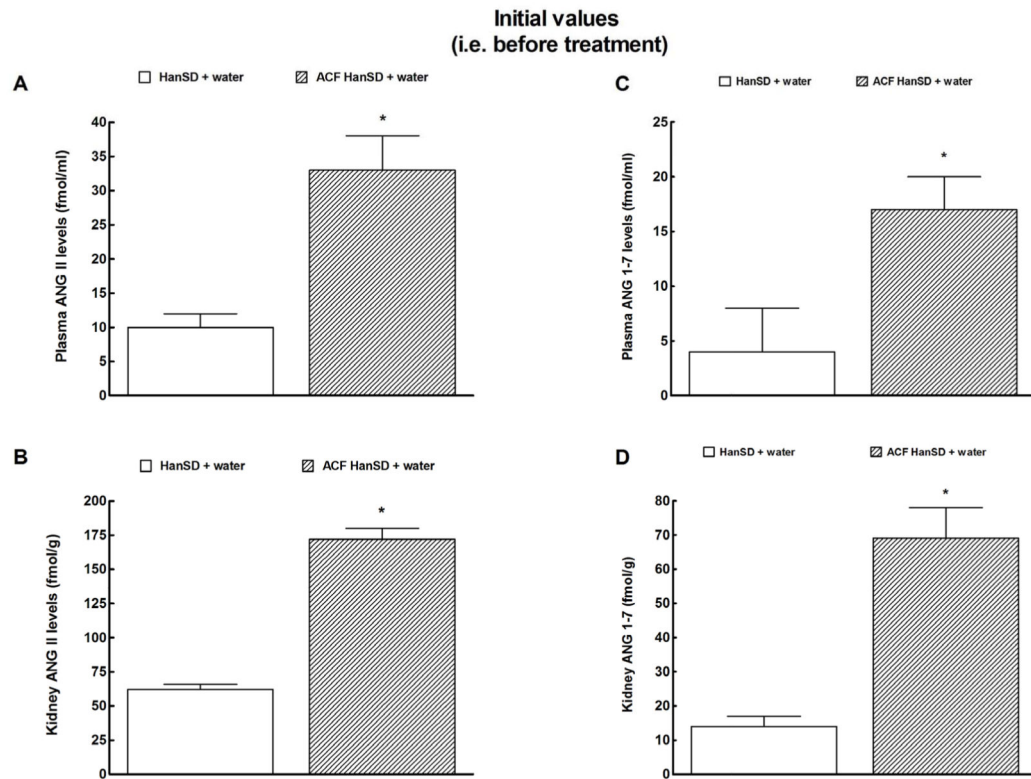 Initial values
(i.e. before treatment)
A
HanSD + water
ACF HanSD + water
Plasma ANG II levels (fmol/ml)
40
35
30
25
20
15
10
5
0
*
C
HanSD + water
ACF HanSD + water
Plasma ANG 1-7 levels (fmol/ml)
25
20
15
10
5
0
*
B
HanSD + water
ACF HanSD + water
Kidney ANG II levels (fmol/g)
200
175
150
125
100
75
50
25
0
*
D
HanSD + water
ACF HanSD + water
Kidney ANG 1-7 (fmol/g)
80
70
60
50
40
30
20
10
0
*